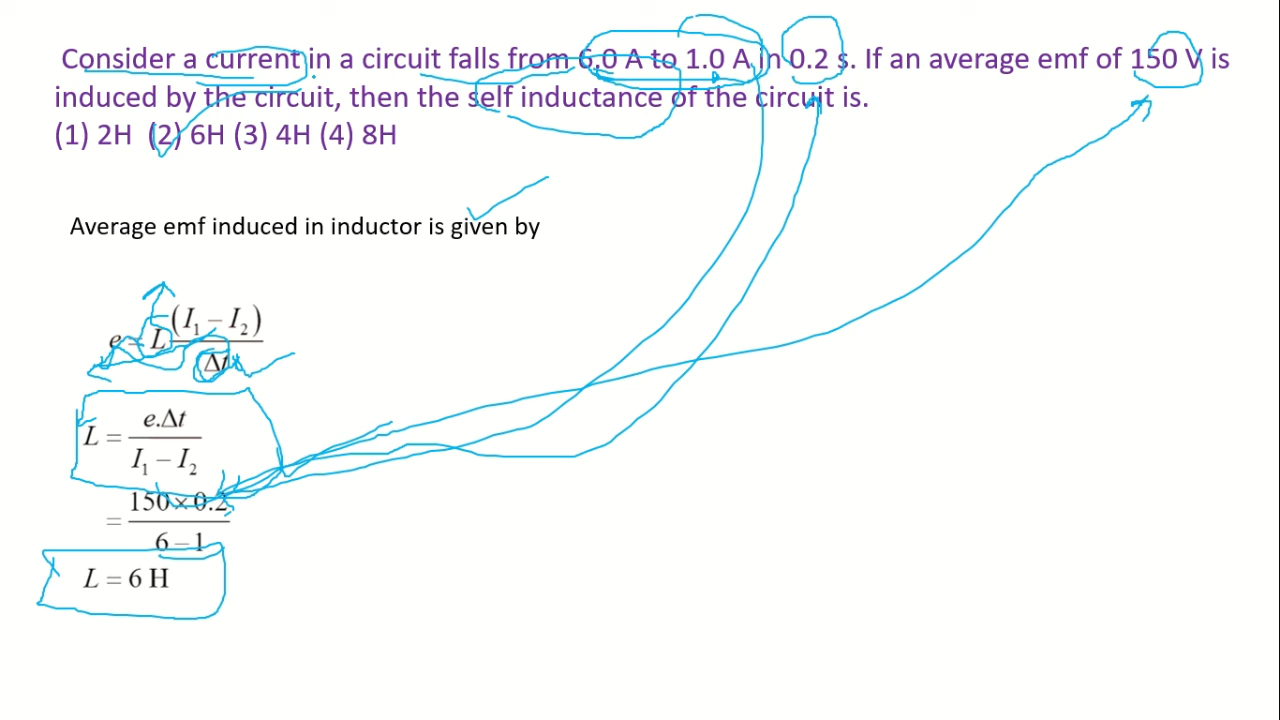 Consider a current in a circuit falls from 6.0 A to 1.0 A in 0.2 s. If an average emf of 150 V is
induced by the circuit, then the self inductance of the circuit is.
(1) 2H (2) 6H (3) 4H (4) 8H
Average emf induced in inductor is given by
e = L (I₁ − I₂) / Δt
L = e.Δt / I₁ − I₂
= 150 × 0.2 / 6 − 1
L = 6 H